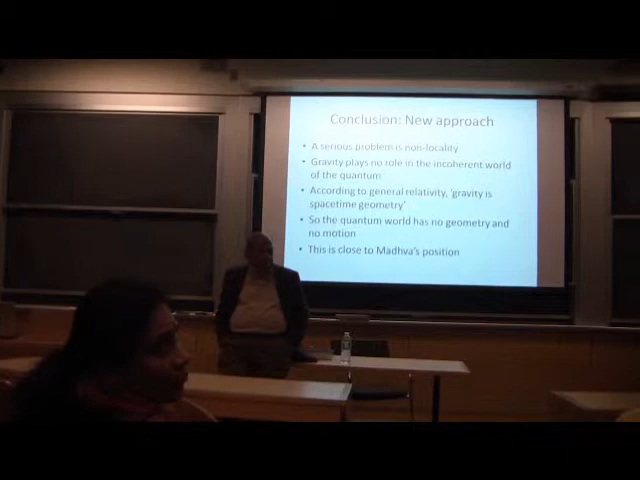 Conclusion: New approach
• A serious problem is non-locality
• Gravity plays no role in the incoherent world
of the quantum
• According to general relativity, 'gravity is
spacetime geometry'
• So the quantum world has no geometry and
no motion
• This is close to Madhva's position